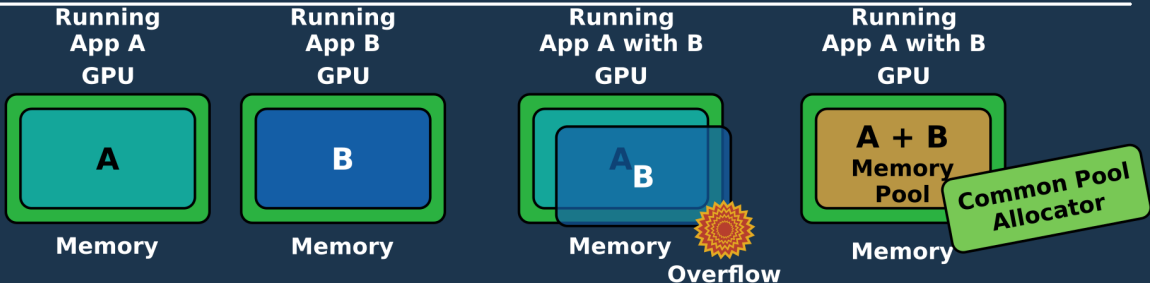 Running
App A
GPU
A
Memory
Running
App B
GPU
B
Memory
Running
App A with B
GPU
A
B
Memory
Overflow
Running
App A with B
GPU
A + B
Memory
Pool
Common Pool
Allocator
Memory